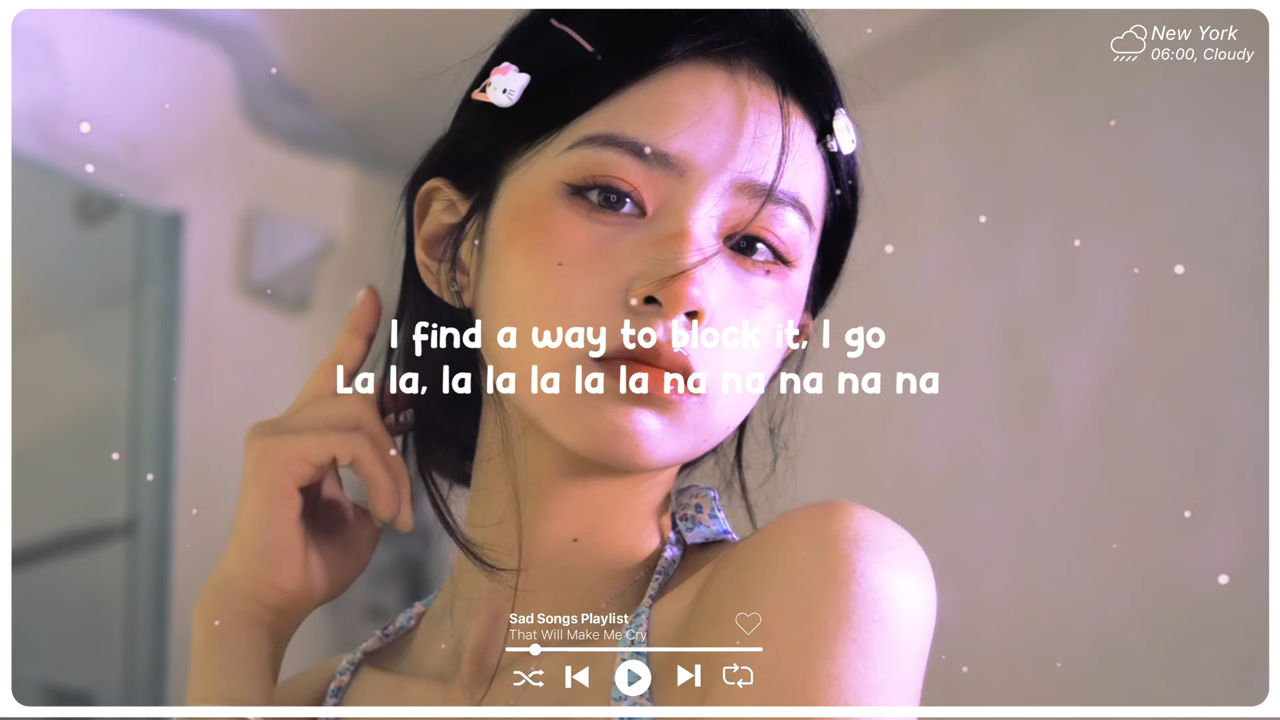 New York
06:00, Cloudy
I find a way to block it, I go
La la, la la la la la na na na na na
Sad Songs Playlist
That Will Make Me Cry